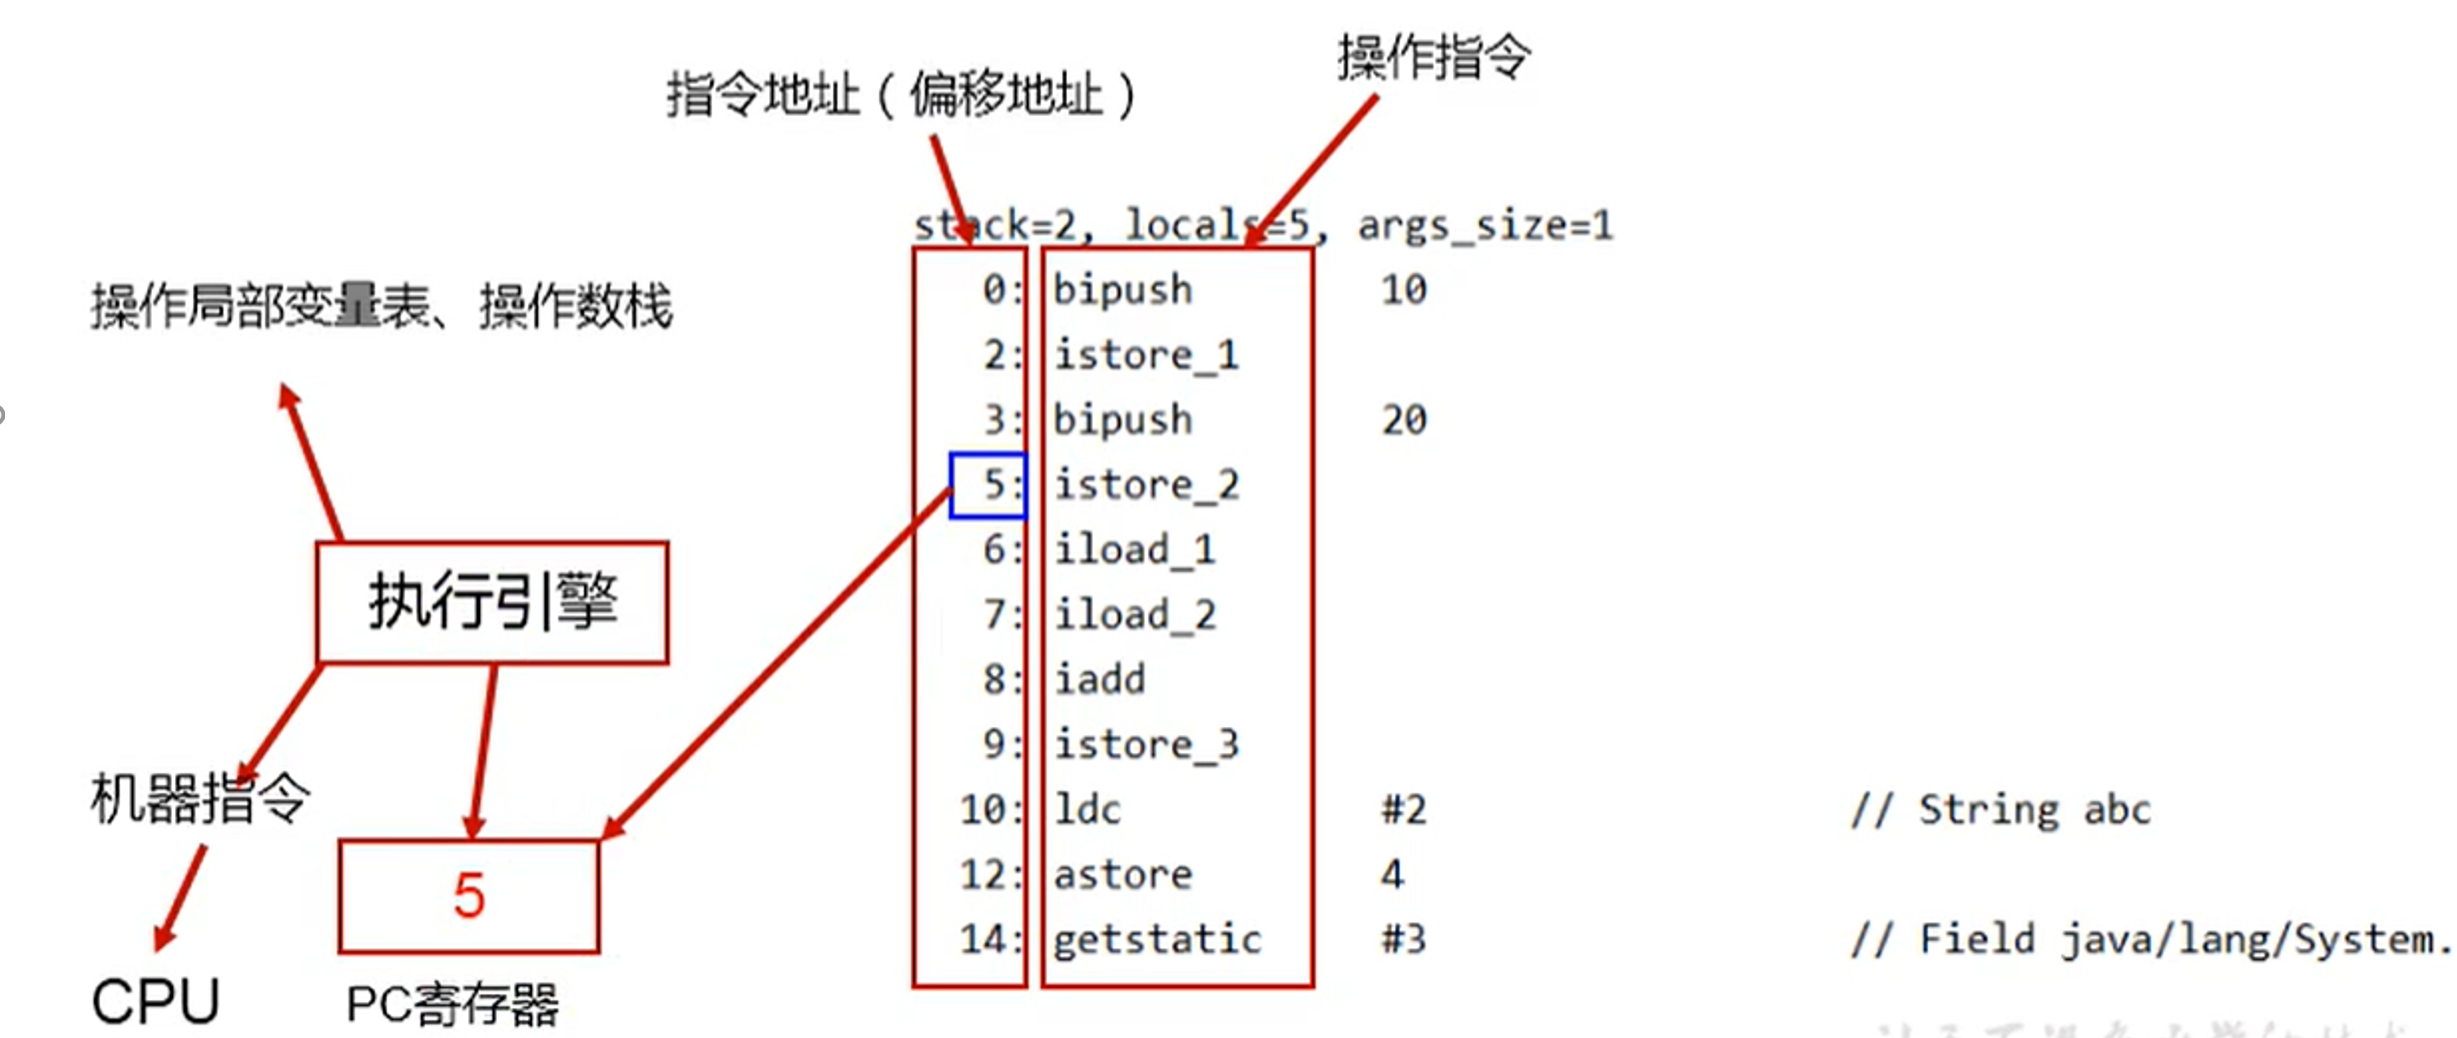 操作指令
指令地址（偏移地址）
stack=2, locals=5, args_size=1
0: bipush 10
2: istore_1
3: bipush 20
5: istore_2
6: iload_1
7: iload_2
8: iadd
9: istore_3
10: ldc #2 // String abc
12: astore 4
14: getstatic #3 // Field java/lang/System.
操作局部变量表、操作数栈
执行引擎
机器指令
CPU
5
PC寄存器